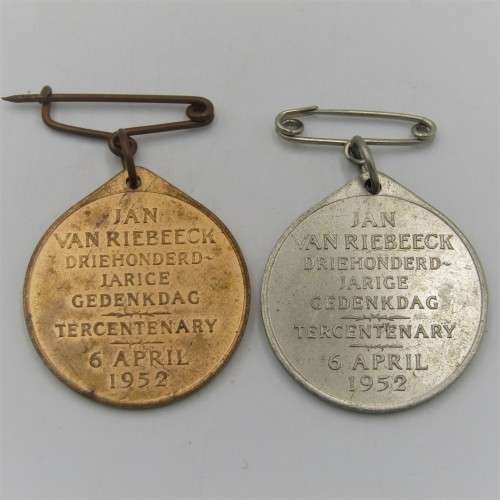 JAN
VAN RIEBEECK
DRIEHONDERD~
JARIGE
GEDENKDAG
TERCENTENARY
6 APRIL
1952
JAN
VAN RIEBEECK
DRIEHONDERD~
JARIGE
GEDENKDAG
TERCENTENARY
6 APRIL
1952